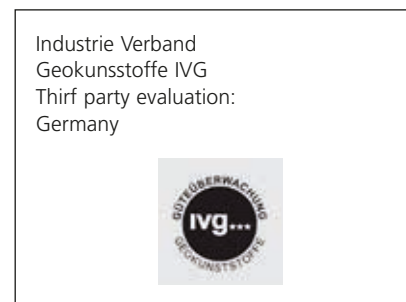 Industrie Verband
Geokunsstoffe IVG
Thirf party evaluation:
Germany
GÜTEÜBERWACHUNG
ivg...
GEOKUNSTSTOFFE